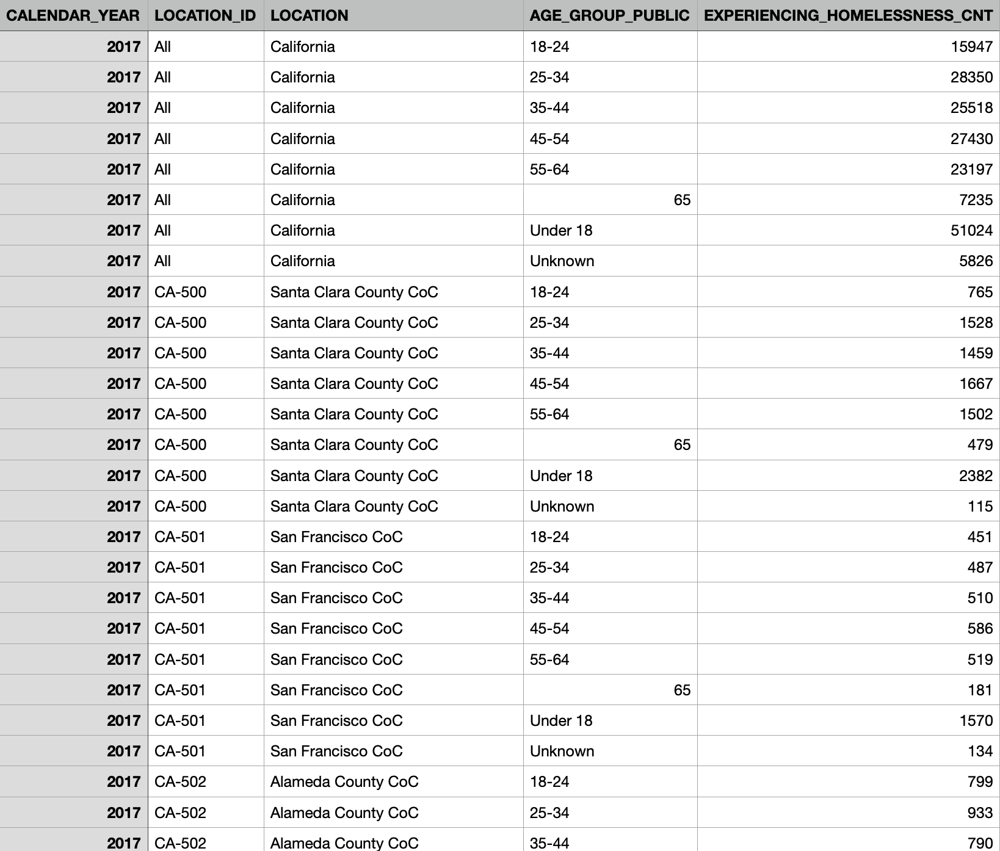 CALENDAR_YEAR LOCATION_ID LOCATION AGE_GROUP_PUBLIC EXPERIENCING_HOMELESSNESS_CNT
2017 All California 18-24 15947
2017 All California 25-34 28350
2017 All California 35-44 25518
2017 All California 45-54 27430
2017 All California 55-64 23197
2017 All California 65 7235
2017 All California Under 18 51024
2017 All California Unknown 5826
2017 CA-500 Santa Clara County CoC 18-24 765
2017 CA-500 Santa Clara County CoC 25-34 1528
2017 CA-500 Santa Clara County CoC 35-44 1459
2017 CA-500 Santa Clara County CoC 45-54 1667
2017 CA-500 Santa Clara County CoC 55-64 1502
2017 CA-500 Santa Clara County CoC 65 479
2017 CA-500 Santa Clara County CoC Under 18 2382
2017 CA-500 Santa Clara County CoC Unknown 115
2017 CA-501 San Francisco CoC 18-24 451
2017 CA-501 San Francisco CoC 25-34 487
2017 CA-501 San Francisco CoC 35-44 510
2017 CA-501 San Francisco CoC 45-54 586
2017 CA-501 San Francisco CoC 55-64 519
2017 CA-501 San Francisco CoC 65 181
2017 CA-501 San Francisco CoC Under 18 1570
2017 CA-501 San Francisco CoC Unknown 134
2017 CA-502 Alameda County CoC 18-24 799
2017 CA-502 Alameda County CoC 25-34 933
2017 CA-502 Alameda County CoC 35-44 790